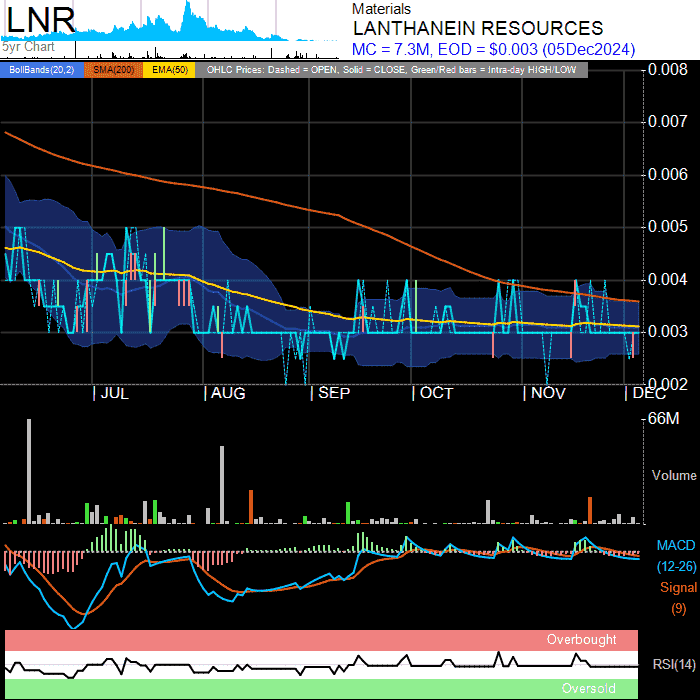 LNR
5yr Chart
Materials
LANTHANEIN RESOURCES
MC = 7.3M, EOD = $0.003 (05Dec2024)
BollBands(20,2) SMA(200) EMA(50) OHLC Prices: Dashed = OPEN, Solid = CLOSE, Green/Red bars = Intra-day HIGH/LOW
0.008
0.007
0.006
0.005
0.004
0.003
0.002
JUL AUG SEP OCT NOV DEC
66M
Volume
MACD
(12-26)
Signal
(9)
Overbought
RSI(14)
Oversold